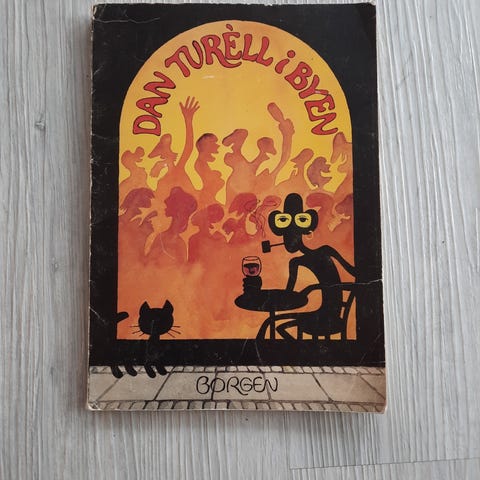 DAN TURÈLL i BYEN
BORGEN